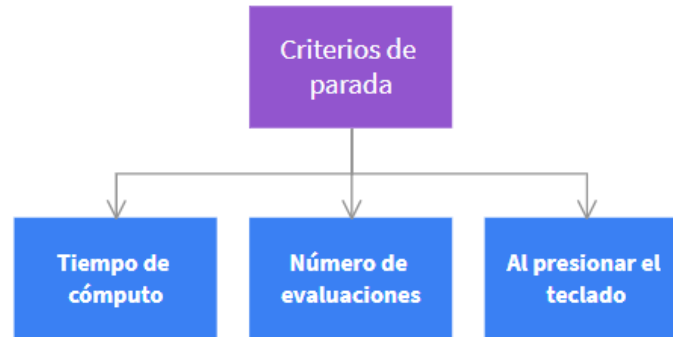 Criterios de
parada
Tiempo de
cómputo
Número de
evaluaciones
Al presionar el
teclado